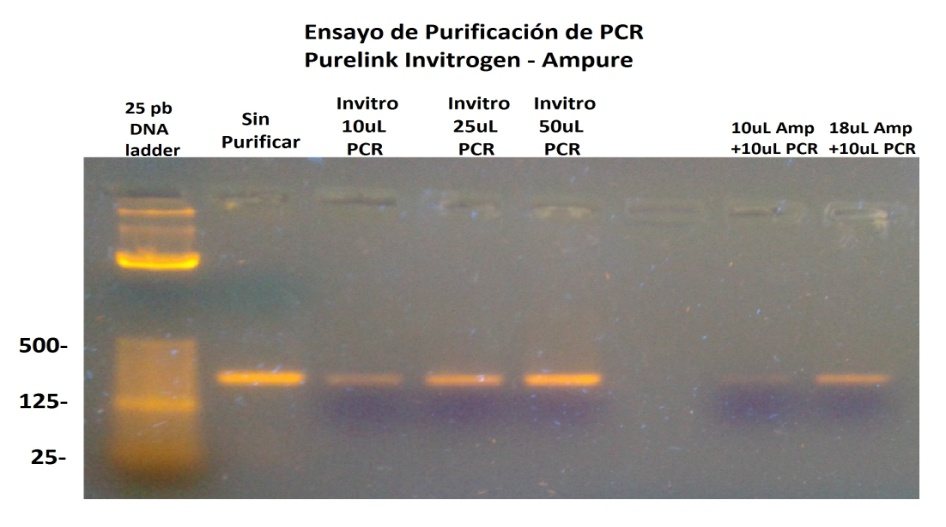 Ensayo de Purificación de PCR
Purelink Invitrogen - Ampure
25 pb
DNA
ladder
Sin
Purificar
Invitro
10uL
PCR
Invitro
25uL
PCR
Invitro
50uL
PCR
10uL Amp
+10uL PCR
18uL Amp
+10uL PCR
500-
125-
25-